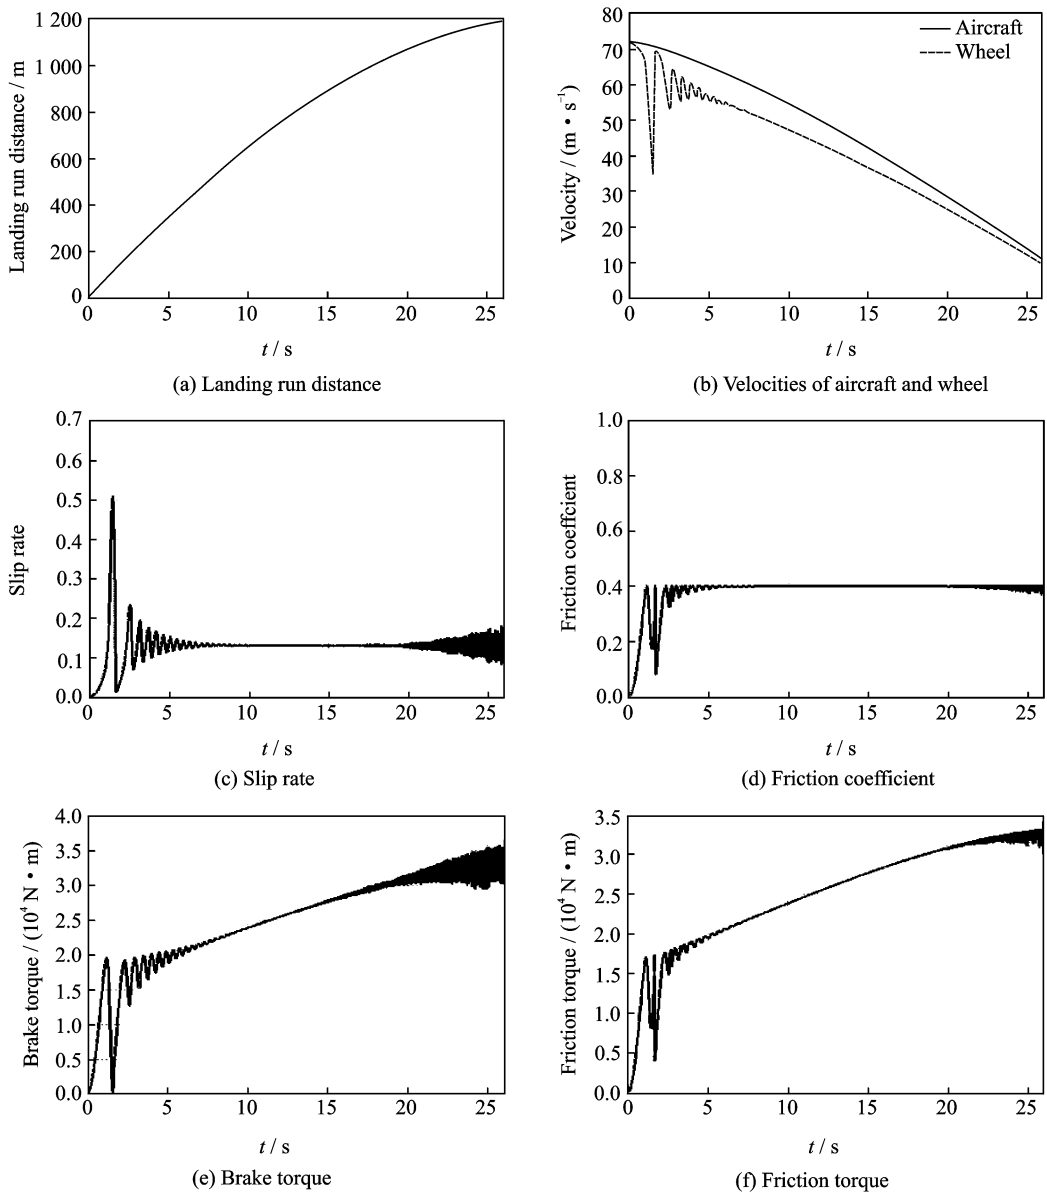 1 200
1 000
800
600
400
200
0
0 5 10 15 20 25
Landing run distance / m
t / s
(a) Landing run distance
80
70
60
50
40
30
20
10
0
0 5 10 15 20 25
Velocity / (m • s⁻¹)
Aircraft
Wheel
t / s
(b) Velocities of aircraft and wheel
0.7
0.6
0.5
0.4
0.3
0.2
0.1
0.0
0 5 10 15 20 25
Slip rate
t / s
(c) Slip rate
1.0
0.8
0.6
0.4
0.2
0.0
0 5 10 15 20 25
Friction coeffcient
t / s
(d) Friction coefficient
4.0
3.5
3.0
2.5
2.0
1.5
1.0
0.5
0.0
0 5 10 15 20 25
Brake torque / (10⁴ N • m)
t / s
(e) Brake torque
3.5
3.0
2.5
2.0
1.5
1.0
0.5
0.0
0 5 10 15 20 25
Friction torque / (10⁴ N • m)
t / s
(f) Friction torque